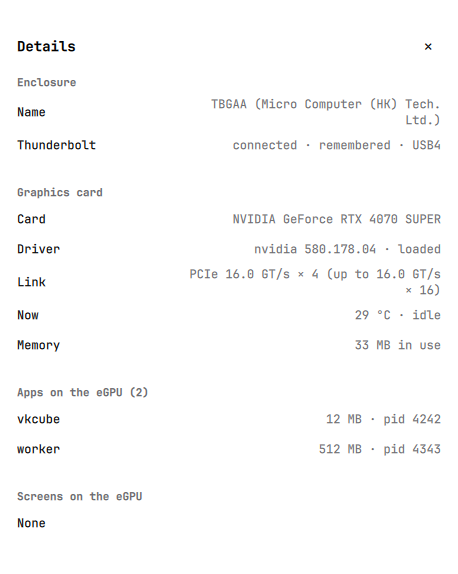 Details ×
Enclosure
Name TBGAA (Micro Computer (HK) Tech.
Ltd.)
Thunderbolt connected · remembered · USB4
Graphics card
Card NVIDIA GeForce RTX 4070 SUPER
Driver nvidia 580.178.04 · loaded
Link PCIe 16.0 GT/s × 4 (up to 16.0 GT/s
× 16)
Now 29 °C · idle
Memory 33 MB in use
Apps on the eGPU (2)
vkcube 12 MB · pid 4242
worker 512 MB · pid 4343
Screens on the eGPU
None